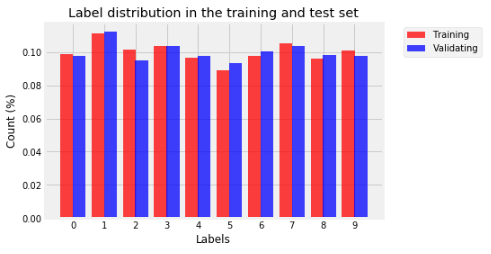 Label distribution in the training and test set
Training
Validating
Count (%)
0.10
0.08
0.06
0.04
0.02
0.00
0 1 2 3 4 5 6 7 8 9
Labels